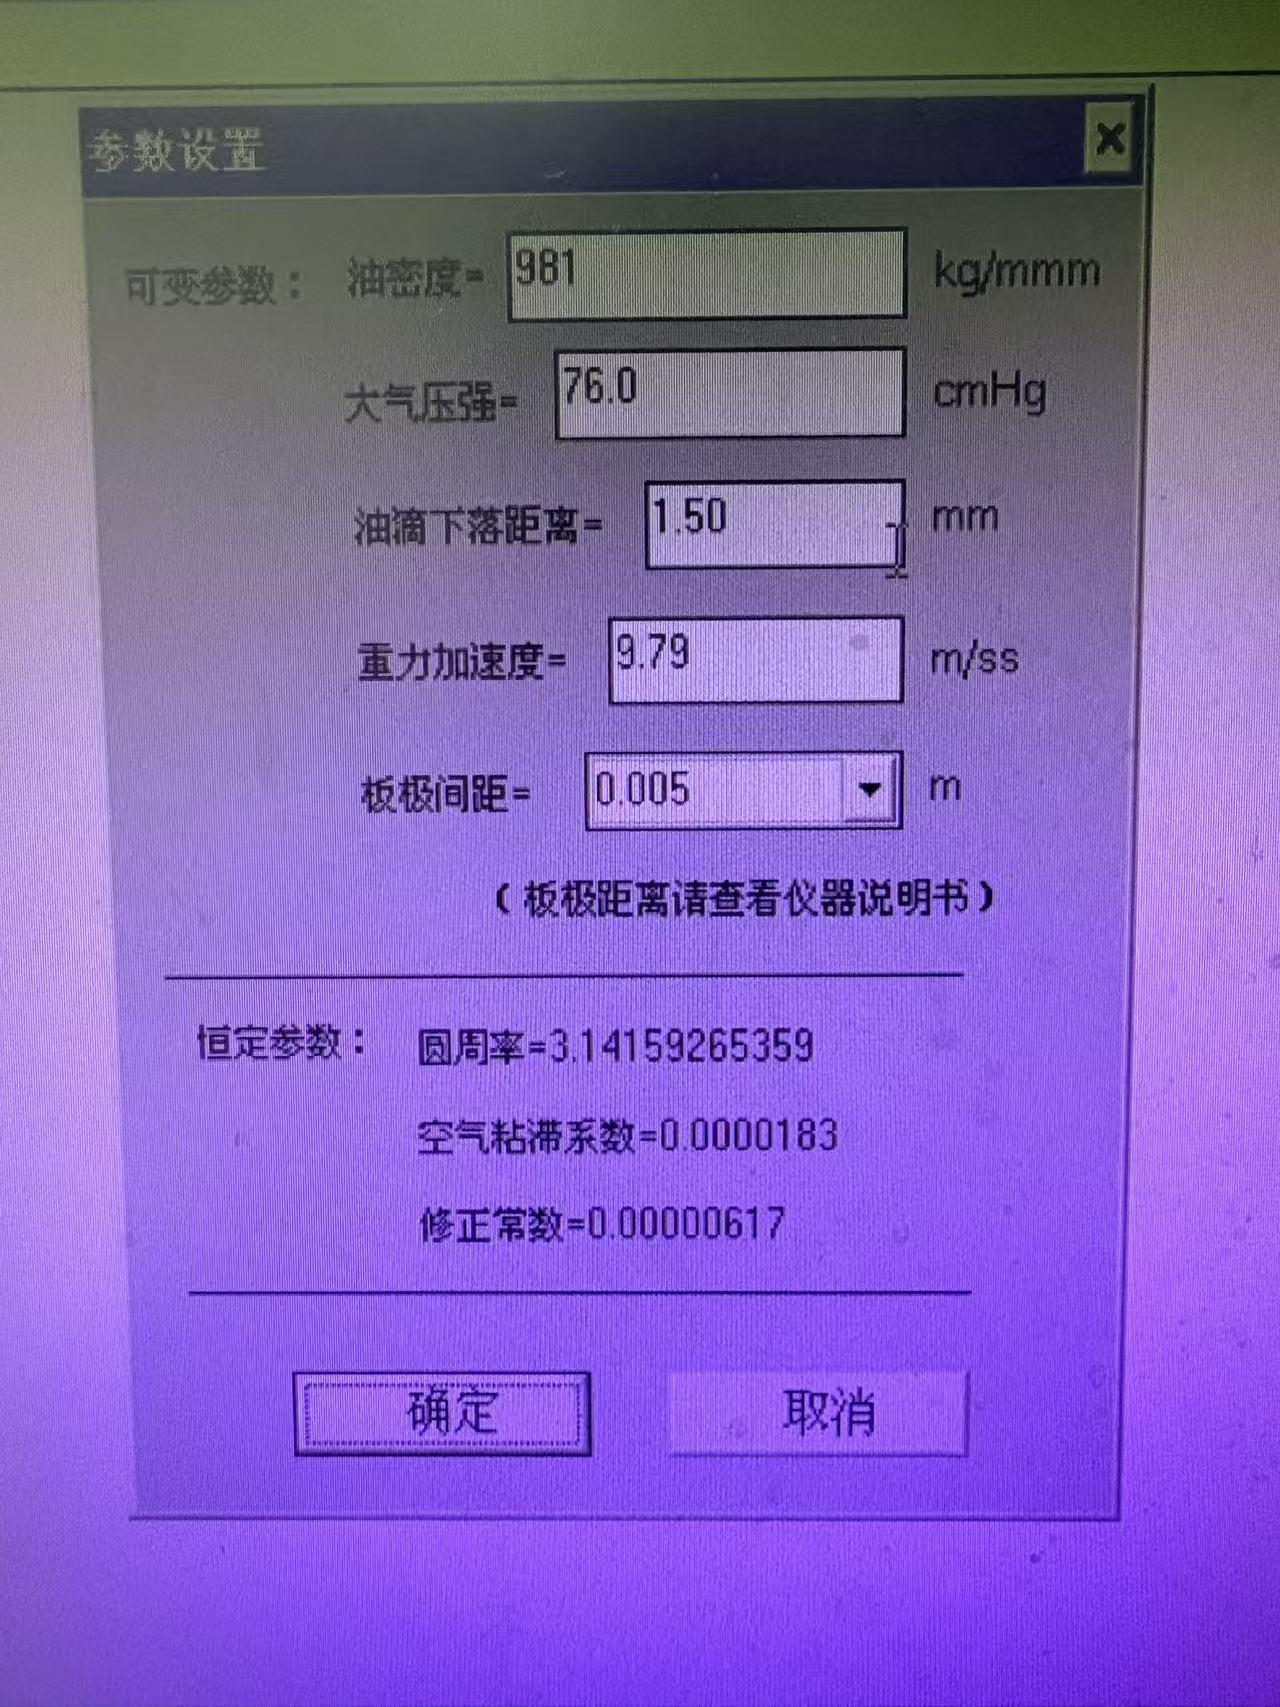 参数设置
可变参数： 油密度= 981 kg/mmm
大气压强= 76.0 cmHg
油滴下落距离= 1.50 mm
重力加速度= 9.79 m/ss
板极间距= 0.005 m
（板极距离请查看仪器说明书）
恒定参数： 圆周率=3.14159265359
空气粘滞系数=0.0000183
修正常数=0.00000617
确定 取消